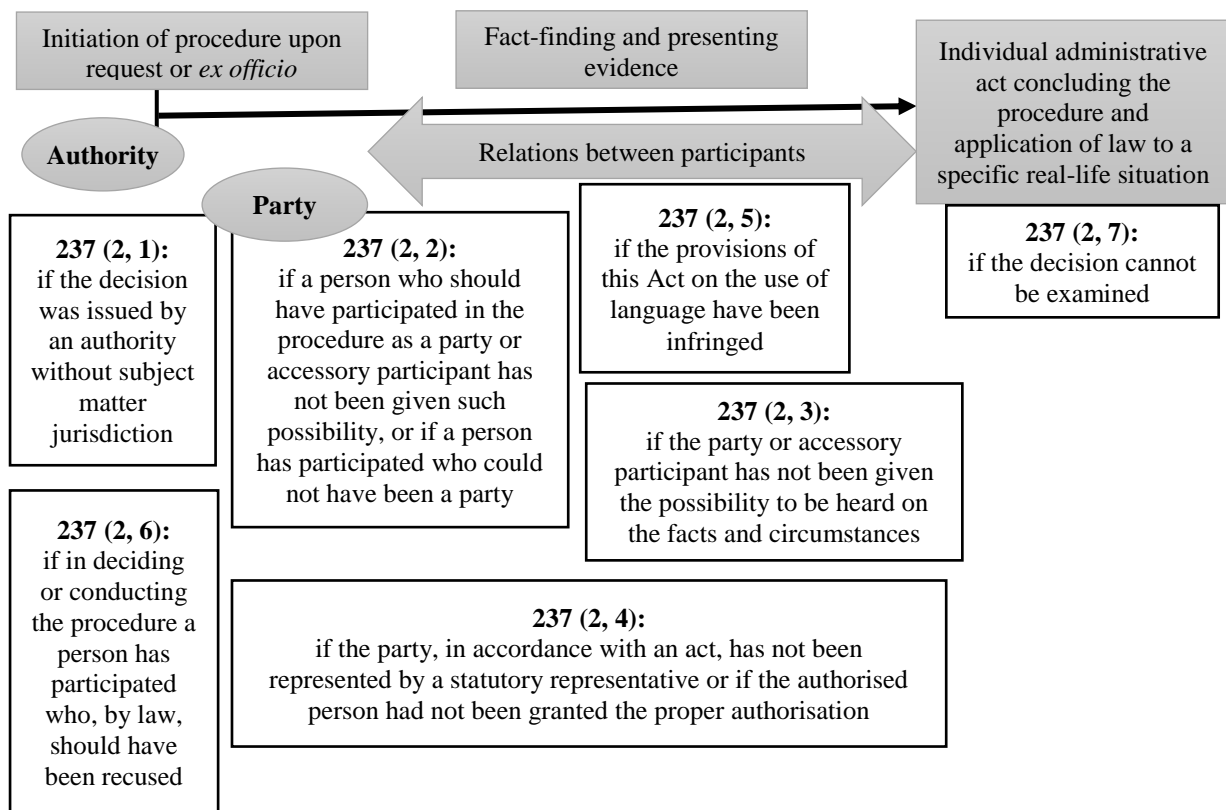 Initiation of procedure upon
request or ex officio
Fact-finding and presenting
evidence
Individual administrative
act concluding the
procedure and
application of law to a
specific real-life situation
Authority
Relations between participants
Party
237 (2, 1):
if the decision
was issued by
an authority
without subject
matter
jurisdiction
237 (2, 2):
if a person who should
have participated in the
procedure as a party or
accessory participant has
not been given such
possibility, or if a person
has participated who could
not have been a party
237 (2, 5):
if the provisions of
this Act on the use of
language have been
infringed
237 (2, 7):
if the decision cannot
be examined
237 (2, 3):
if the party or accessory
participant has not been given
the possibility to be heard on
the facts and circumstances
237 (2, 6):
if in deciding
or conducting
the procedure a
person has
participated
who, by law,
should have
been recused
237 (2, 4):
if the party, in accordance with an act, has not been
represented by a statutory representative or if the authorised
person had not been granted the proper authorisation